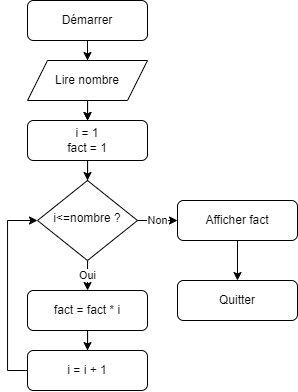 Démarrer
Lire nombre
i = 1
fact = 1
i<=nombre ?
Non
Afficher fact
Oui
Quitter
fact = fact * i
i = i + 1